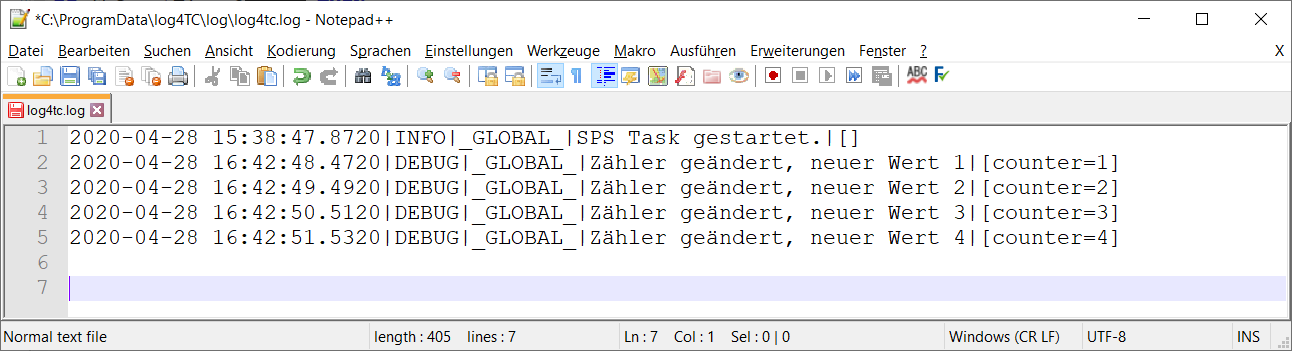 *C:\ProgramData\log4TC\log\log4tc.log - Notepad++
Datei Bearbeiten Suchen Ansicht Kodierung Sprachen Einstellungen Werkzeuge Makro Ausführen Erweiterungen Fenster ? X
ABC
log4tc.log
1 2020-04-28 15:38:47.8720|INFO|_GLOBAL_|SPS Task gestartet.|[]
2 2020-04-28 16:42:48.4720|DEBUG|_GLOBAL_|Zähler geändert, neuer Wert 1|[counter=1]
3 2020-04-28 16:42:49.4920|DEBUG|_GLOBAL_|Zähler geändert, neuer Wert 2|[counter=2]
4 2020-04-28 16:42:50.5120|DEBUG|_GLOBAL_|Zähler geändert, neuer Wert 3|[counter=3]
5 2020-04-28 16:42:51.5320|DEBUG|_GLOBAL_|Zähler geändert, neuer Wert 4|[counter=4]
6
7
Normal text file length : 405 lines : 7 Ln : 7 Col : 1 Sel : 0 | 0 Windows (CR LF) UTF-8 INS